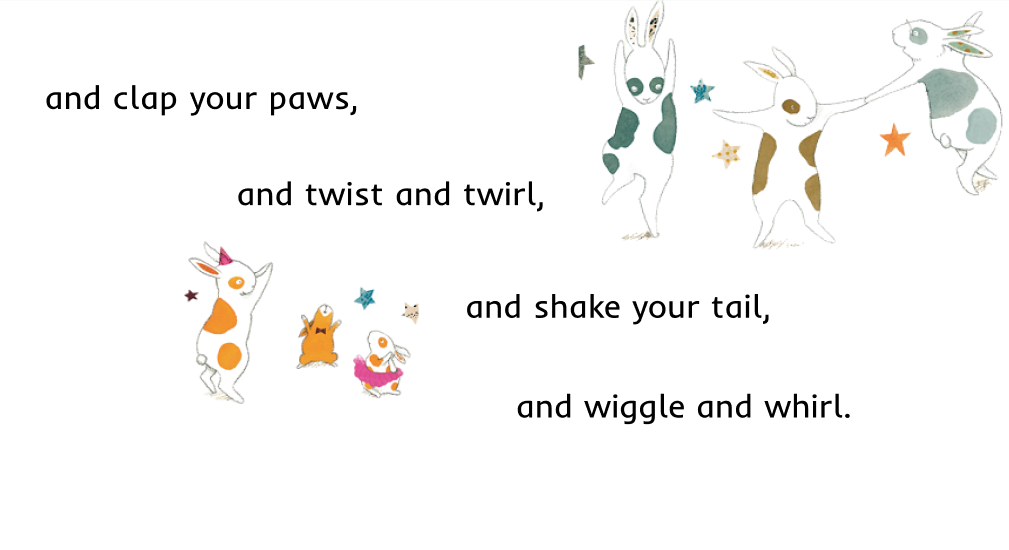 and clap your paws,
and twist and twirl,
and shake your tail,
and wiggle and whirl.